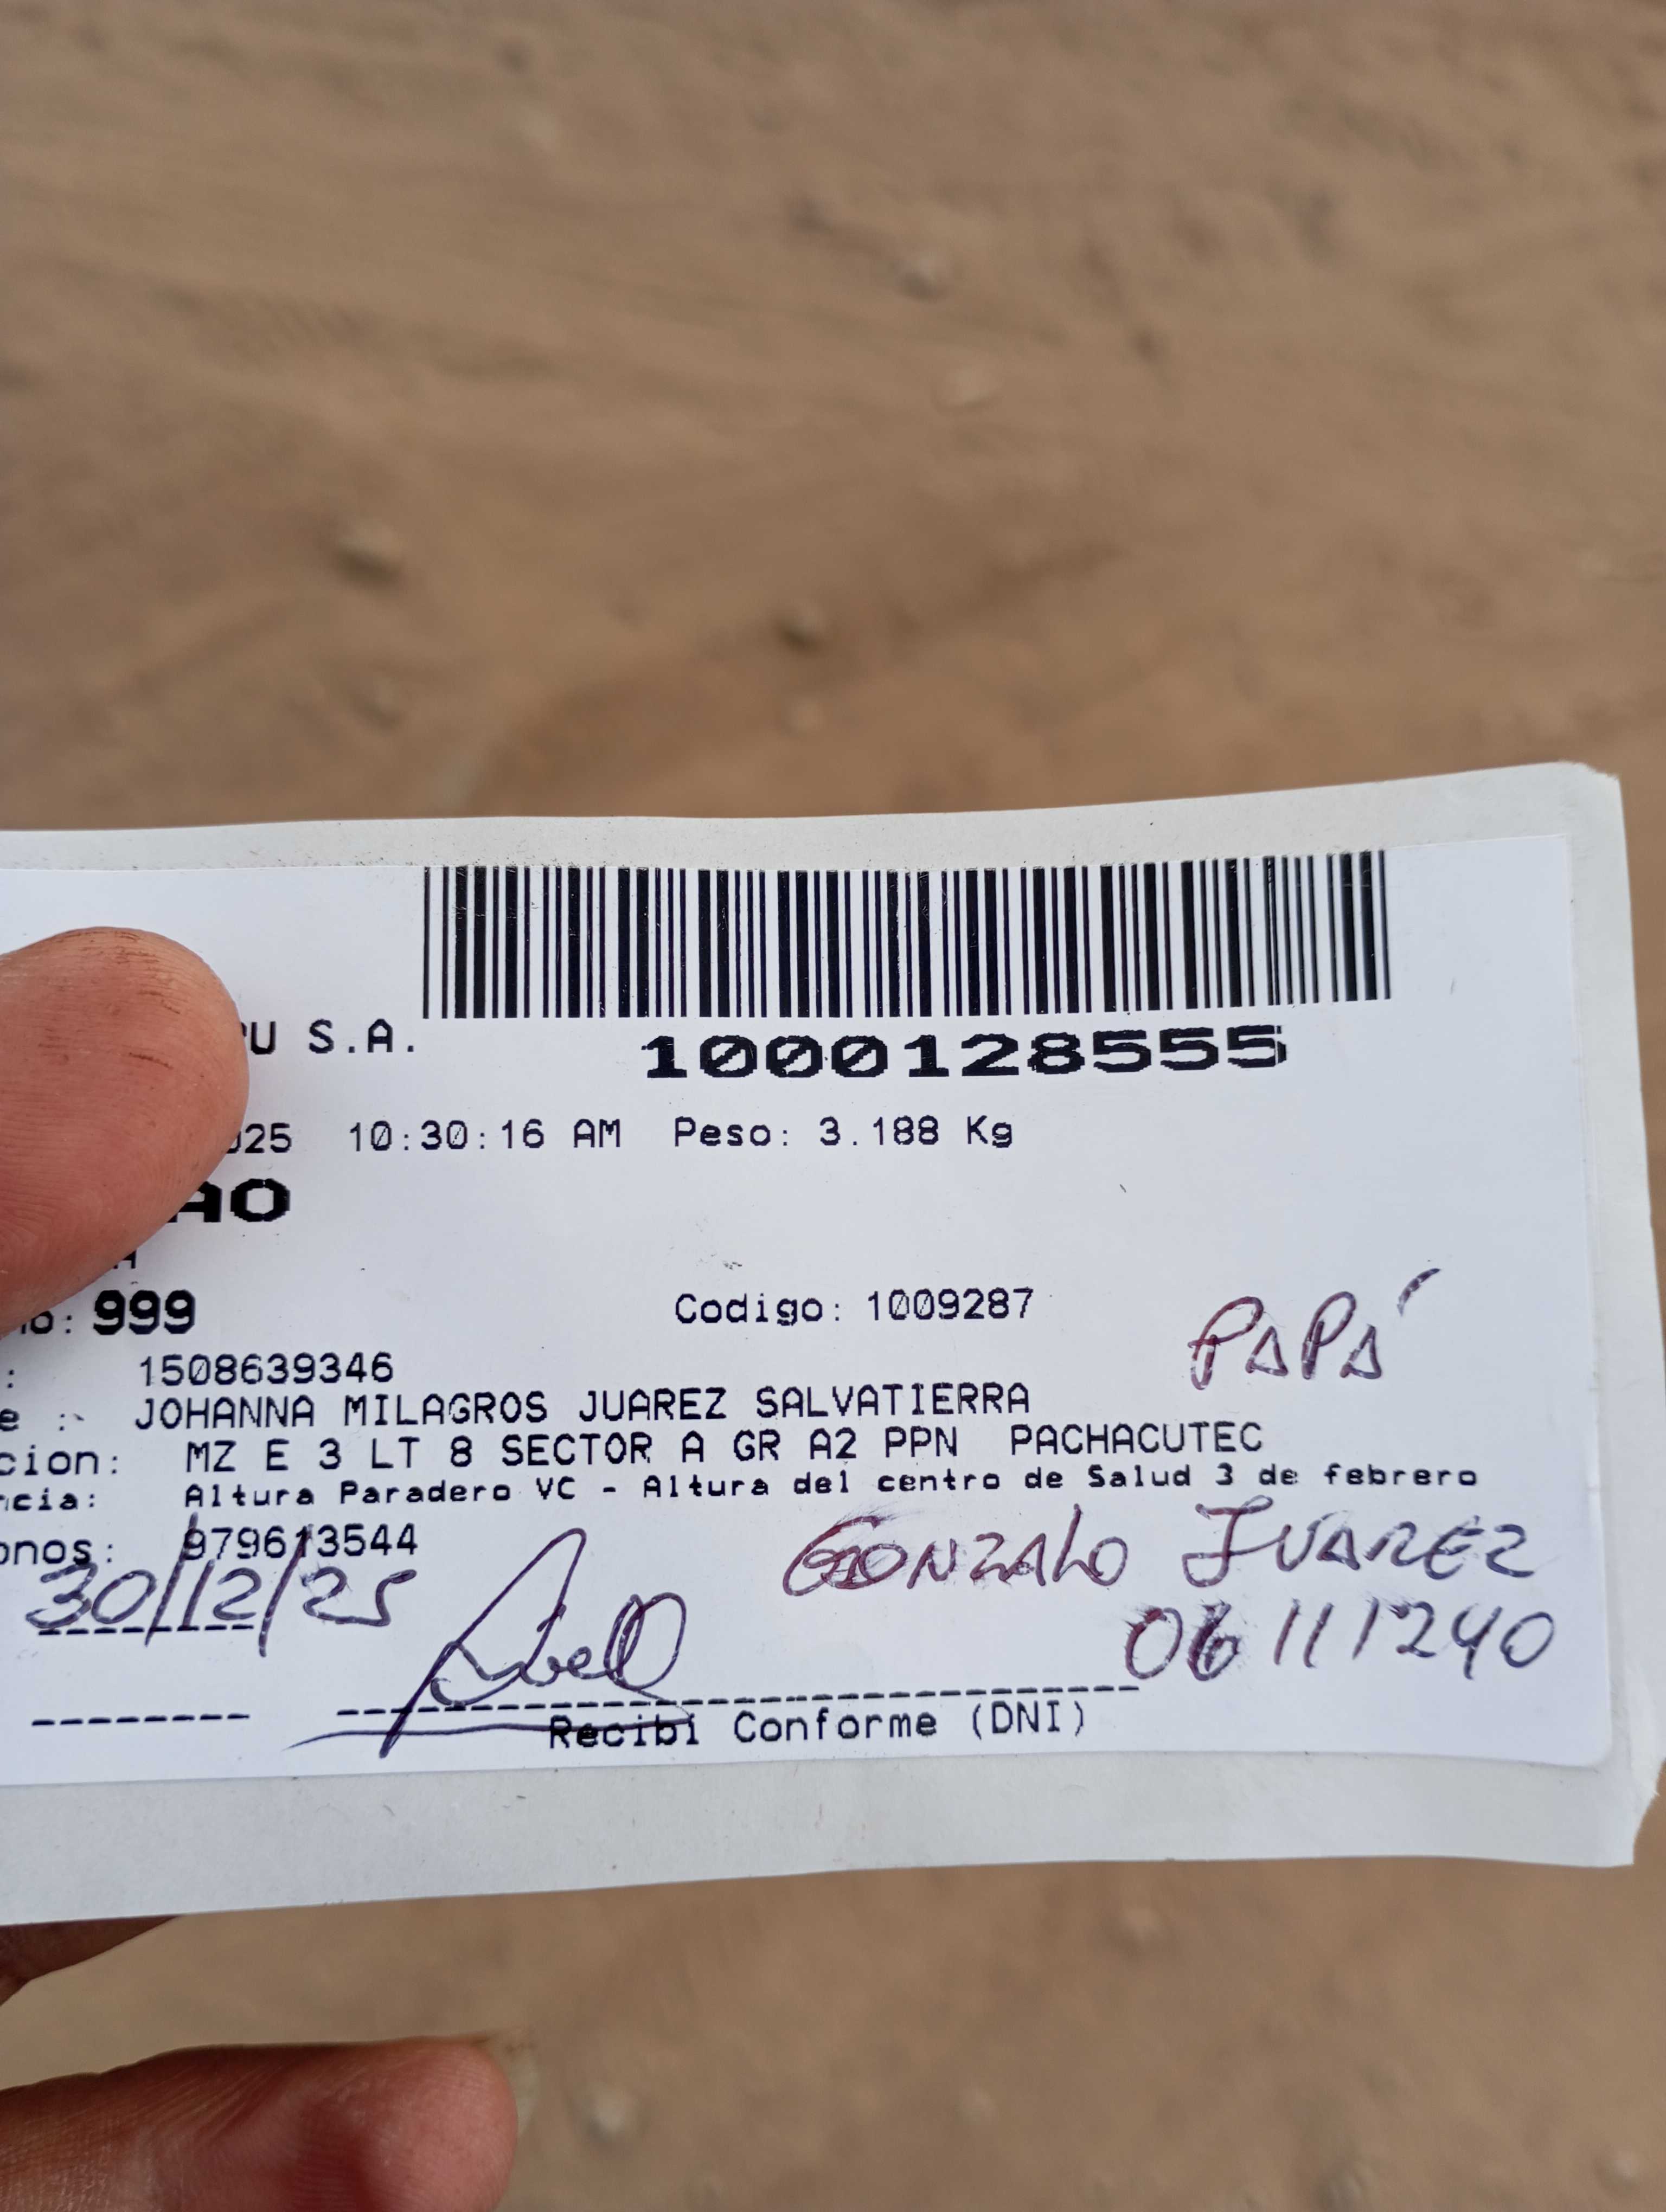 S.A.
1000128555
10:30:16 AM Peso: 3.188 Kg
999 Codigo: 1009287
PAPÁ
: 1508639346
e : JOHANNA MILAGROS JUAREZ SALVATIERRA
cion: MZ E 3 LT 8 SECTOR A GR A2 PPN PACHACUTEC
ncia: Altura Paradero VC - Altura del centro de Salud 3 de febrero
onos: 979613544
GONZALO JUAREZ
30/12/25
06111240
Recibi Conforme (DNI)